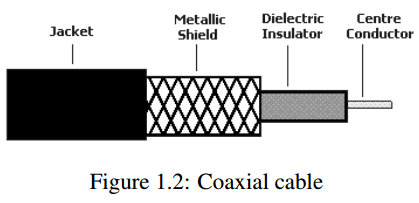 Jacket
Metallic
Shield
Dielectric
Insulator
Centre
Conductor
Figure 1.2: Coaxial cable